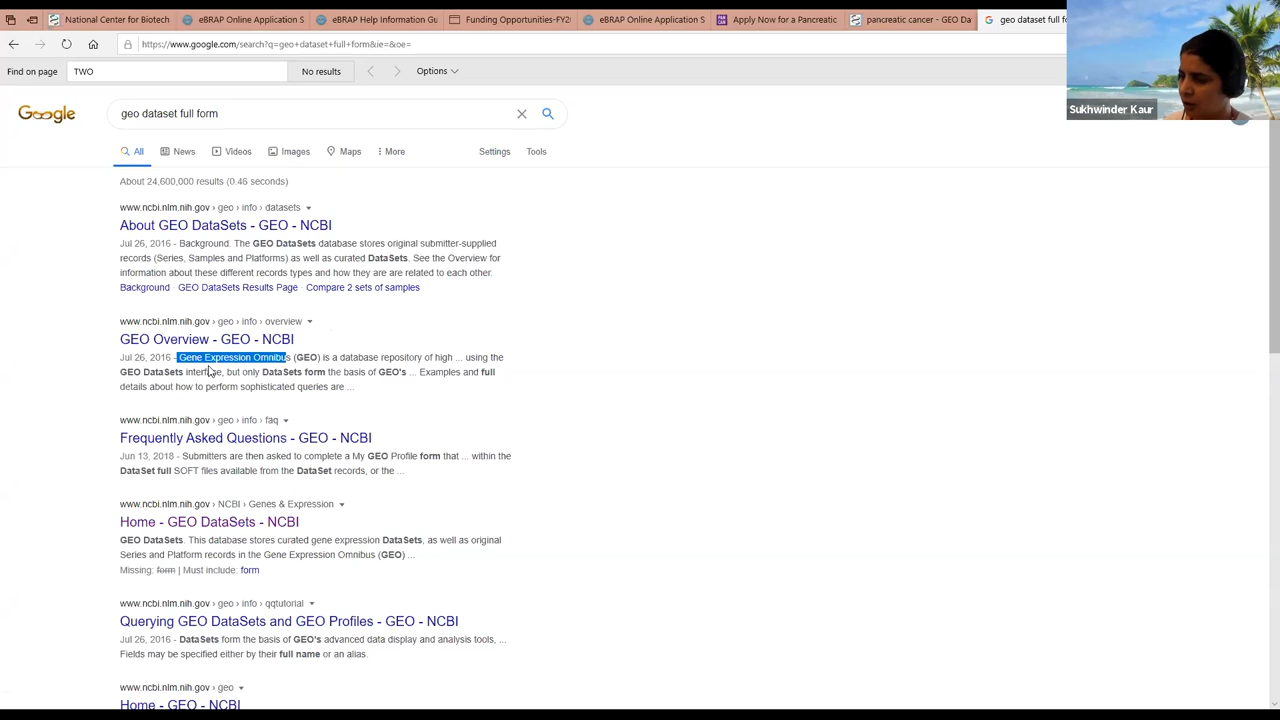 National Center for Biotech
eBRAP Online Application S
eBRAP Help Information Gu
Funding Opportunities-FY2
eBRAP Online Application S
Apply Now for a Pancreatic
pancreatic cancer - GEO Da
geo dataset full fo
https://www.google.com/search?q=geo+dataset+full+form&ie=&oe=
Find on page
TWO
No results
Options
Sukhwinder Kaur
Google
geo dataset full form
All
News
Videos
Images
Maps
More
Settings
Tools
About 24,600,000 results (0.46 seconds)
www.ncbi.nlm.nih.gov › geo › info › datasets
About GEO DataSets - GEO - NCBI
Jul 26, 2016 - Background. The GEO DataSets database stores original submitter-supplied
records (Series, Samples and Platforms) as well as curated DataSets. See the Overview for
information about these different records types and how they are are related to each other.
Background · GEO DataSets Results Page · Compare 2 sets of samples
www.ncbi.nlm.nih.gov › geo › info › overview
GEO Overview - GEO - NCBI
Jul 26, 2016 - Gene Expression Omnibus (GEO) is a database repository of high ... using the
GEO DataSets interface, but only DataSets form the basis of GEO's ... Examples and full
details about how to perform sophisticated queries are ...
www.ncbi.nlm.nih.gov › geo › info › faq
Frequently Asked Questions - GEO - NCBI
Jun 13, 2018 - Submitters are then asked to complete a My GEO Profile form that ... within the
DataSet full SOFT files available from the DataSet records, or the ...
www.ncbi.nlm.nih.gov › NCBI › Genes & Expression
Home - GEO DataSets - NCBI
GEO DataSets. This database stores curated gene expression DataSets, as well as original
Series and Platform records in the Gene Expression Omnibus (GEO) ...
Missing: form | Must include: form
www.ncbi.nlm.nih.gov › geo › info › qqtutorial
Querying GEO DataSets and GEO Profiles - GEO - NCBI
Jul 26, 2016 - DataSets form the basis of GEO's advanced data display and analysis tools, ...
Fields may be specified either by their full name or an alias.
www.ncbi.nlm.nih.gov › geo
Home - GEO - NCBI